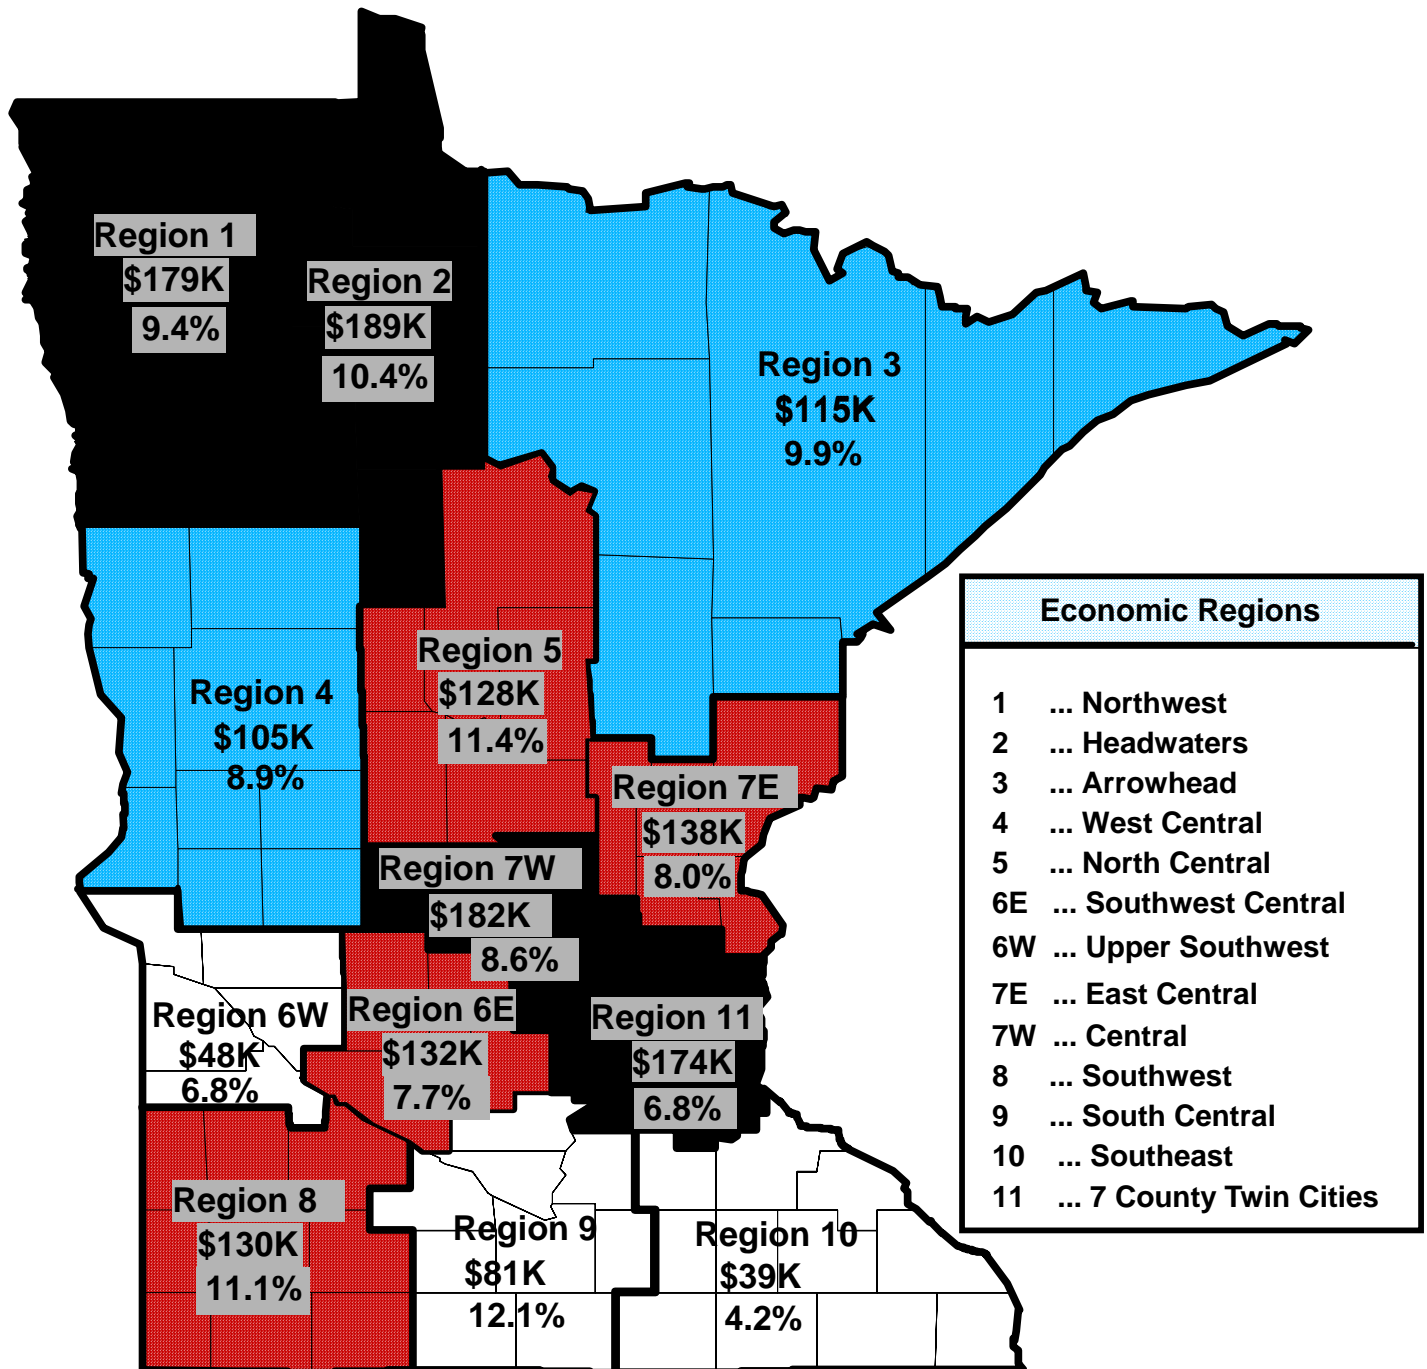 Region 1
$179K
9.4%
Region 2
$189K
10.4%
Region 3
$115K
9.9%
Region 4
$105K
8.9%
Region 5
$128K
11.4%
Region 7E
$138K
8.0%
Region 7W
$182K
8.6%
Region 6W
$48K
6.8%
Region 6E
$132K
7.7%
Region 11
$174K
6.8%
Region 8
$130K
11.1%
Region 9
$81K
12.1%
Region 10
$39K
4.2%
Economic Regions
1 ... Northwest
2 ... Headwaters
3 ... Arrowhead
4 ... West Central
5 ... North Central
6E ... Southwest Central
6W ... Upper Southwest
7E ... East Central
7W ... Central
8 ... Southwest
9 ... South Central
10 ... Southeast
11 ... 7 County Twin Cities